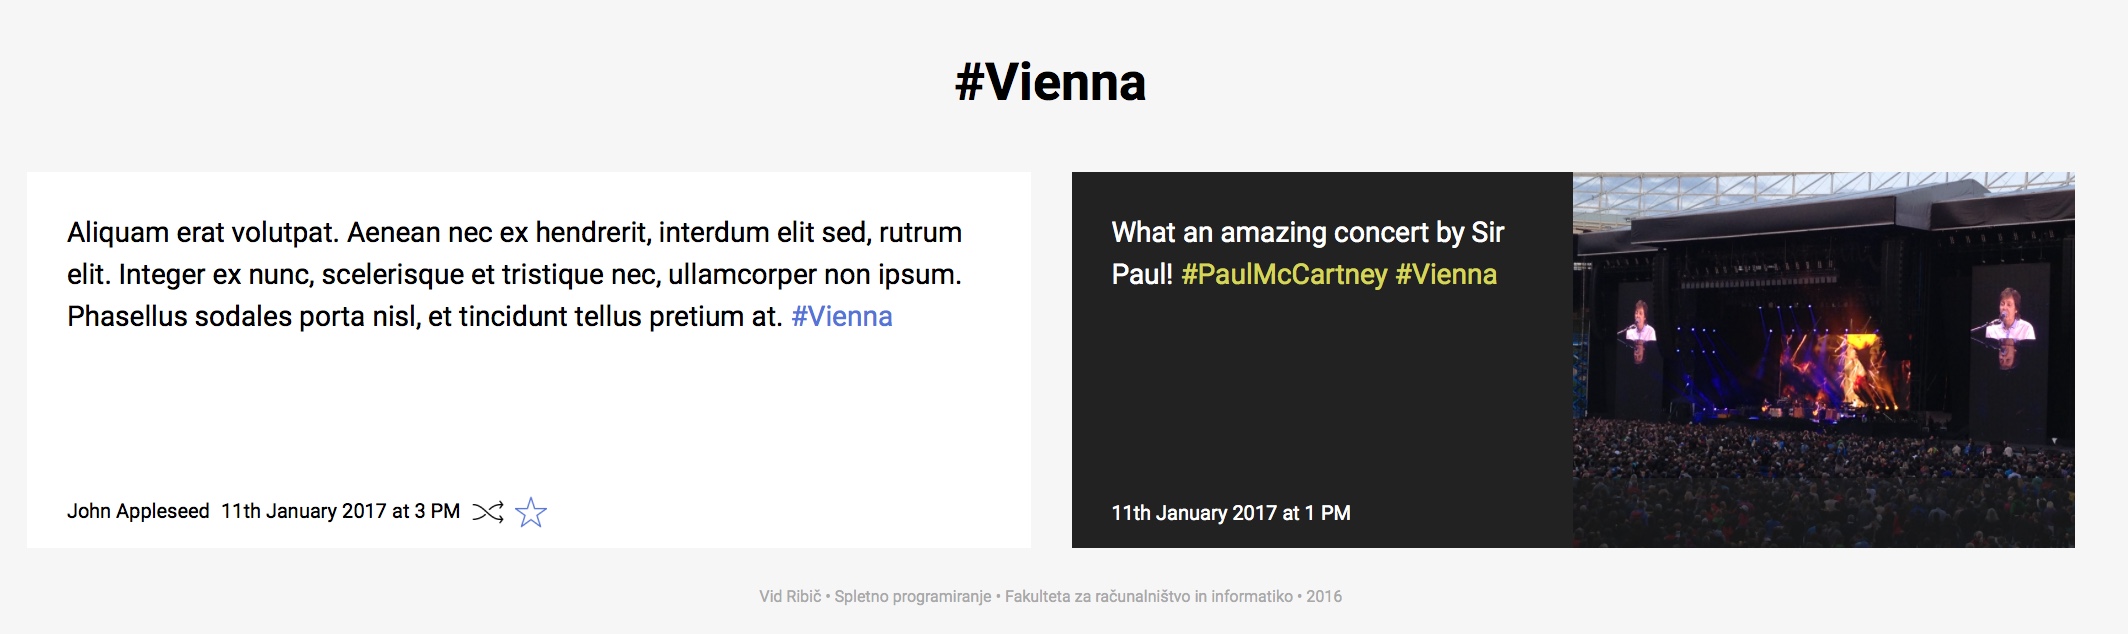 #Vienna
Aliquam erat volutpat. Aenean nec ex hendrerit, interdum elit sed, rutrum
elit. Integer ex nunc, scelerisque et tristique nec, ullamcorper non ipsum.
Phasellus sodales porta nisl, et tincidunt tellus pretium at. #Vienna
John Appleseed 11th January 2017 at 3 PM
What an amazing concert by Sir
Paul! #PaulMcCartney #Vienna
11th January 2017 at 1 PM
Vid Ribič • Spletno programiranje • Fakulteta za računalništvo in informatiko • 2016